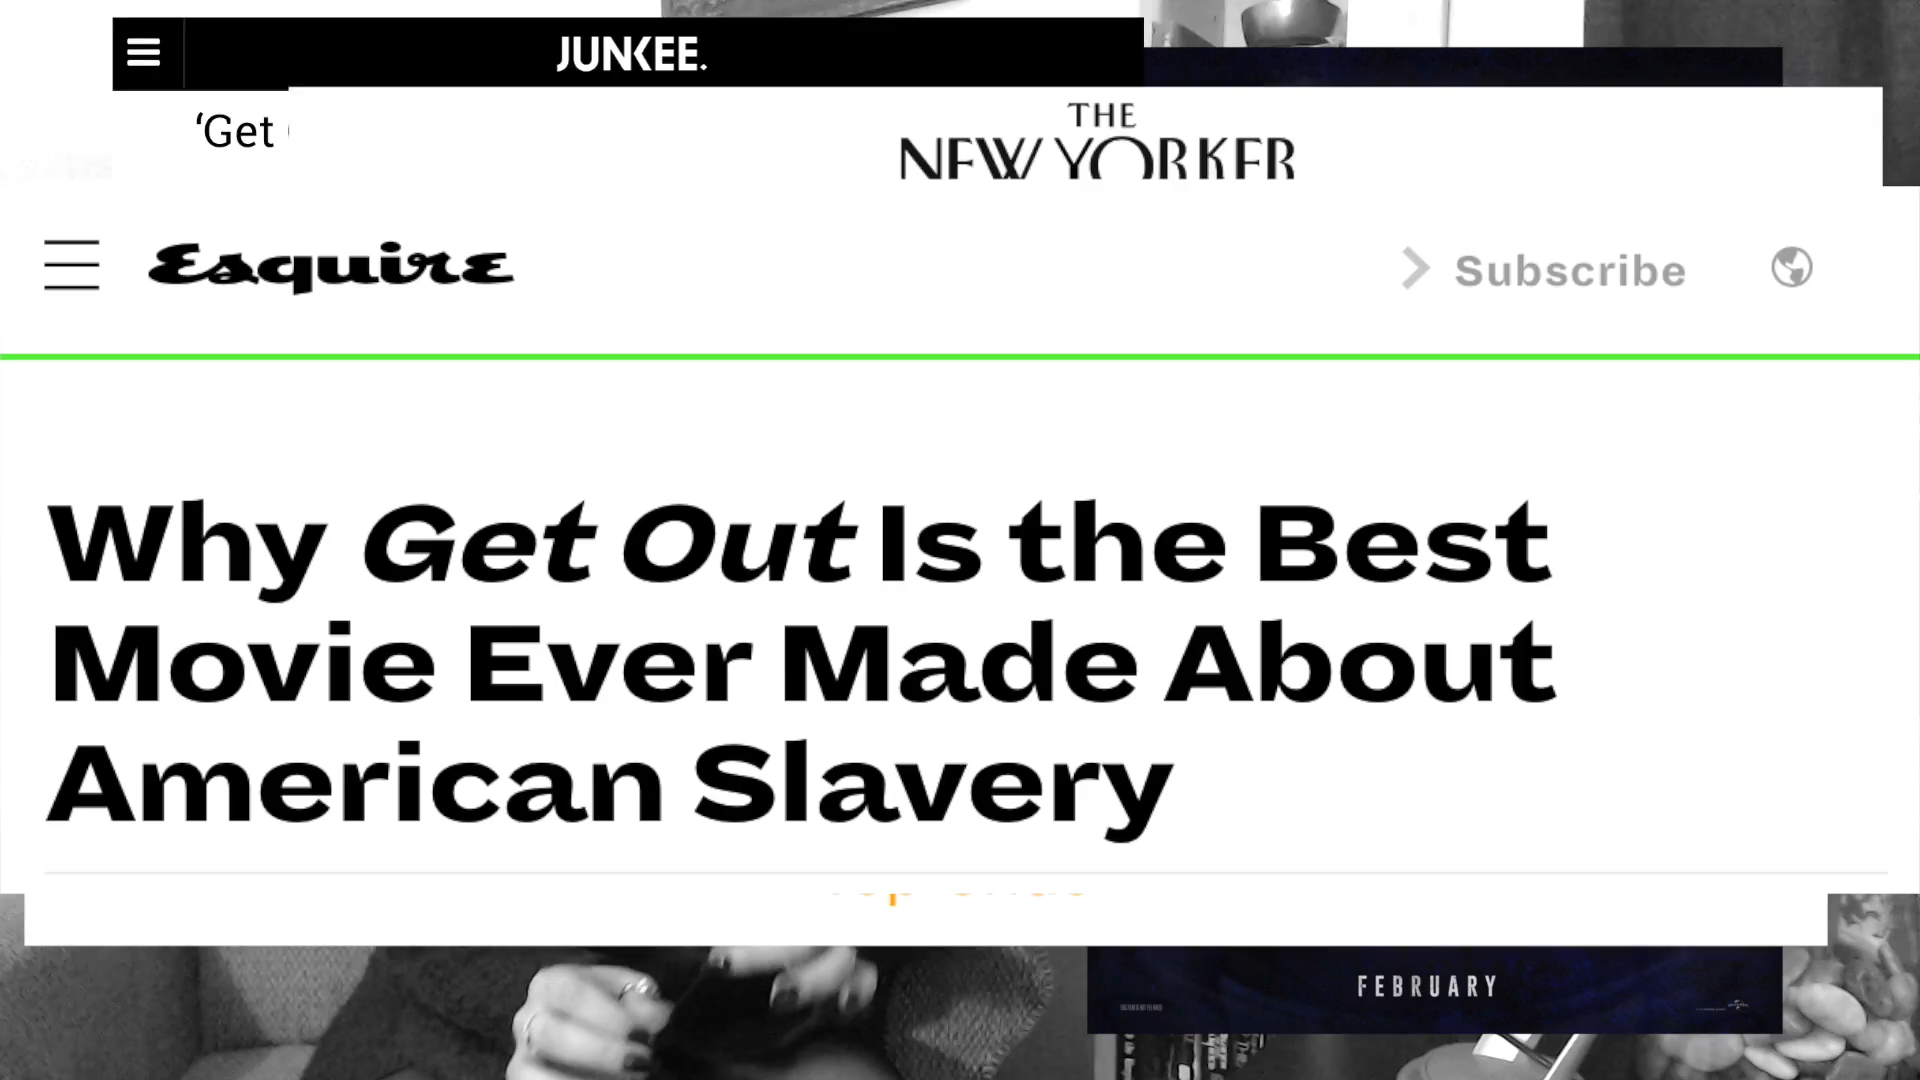 JUNKEE.
‘Get
THE
NEW YORKER
Esquire
Subscribe
Why Get Out Is the Best
Movie Ever Made About
American Slavery
FEBRUARY